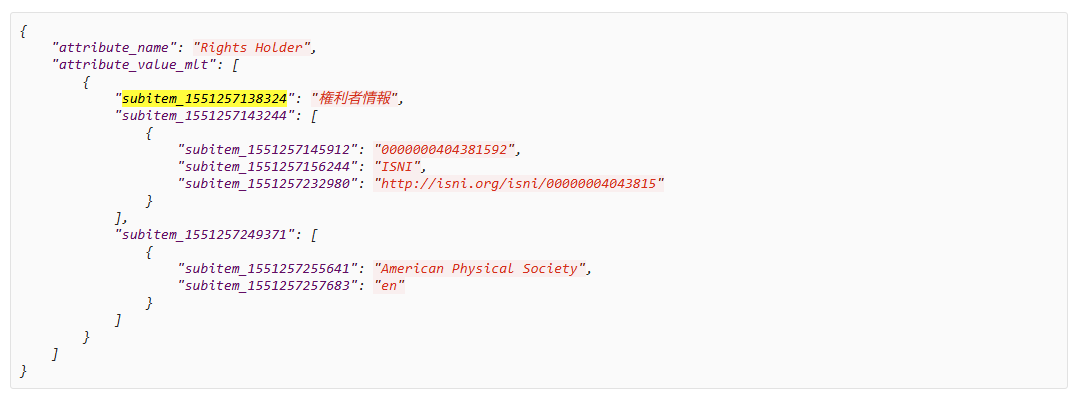 {
    "attribute_name": "Rights Holder",
    "attribute_value_mlt": [
        {
            "subitem_1551257138324": "権利者情報",
            "subitem_1551257143244": [
                {
                    "subitem_1551257145912": "0000000404381592",
                    "subitem_1551257156244": "ISNI",
                    "subitem_1551257232980": "http://isni.org/isni/00000004043815"
                }
            ],
            "subitem_1551257249371": [
                {
                    "subitem_1551257255641": "American Physical Society",
                    "subitem_1551257257683": "en"
                }
            ]
        }
    ]
}